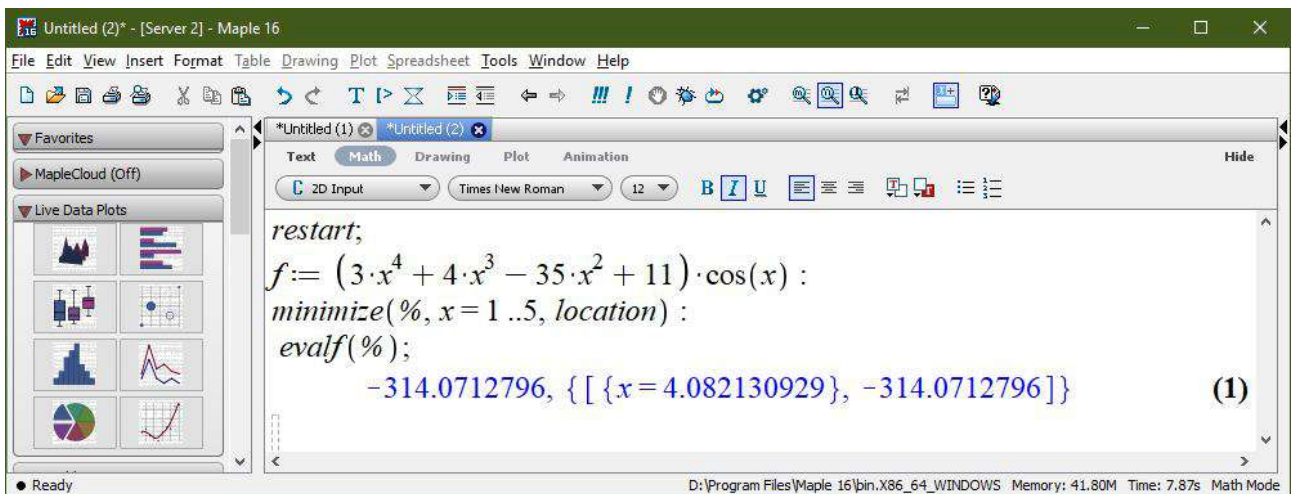 Untitled (2)* - [Server 2] - Maple 16
File Edit View Insert Format Table Drawing Plot Spreadsheet Tools Window Help
Favorites
MapleCloud (Off)
Live Data Plots
*Untitled (1) *Untitled (2)
Text Math Drawing Plot Animation Hide
C 2D Input Times New Roman 12 B I U
restart;
f := (3·x^4 + 4·x^3 − 35·x^2 + 11)·cos(x) :
minimize(%, x = 1 ..5, location) :
evalf(%);
−314.0712796, {[ {x = 4.082130929}, −314.0712796]} (1)
Ready D:\Program Files\Maple 16\bin.X86_64_WINDOWS Memory: 41.80M Time: 7.87s Math Mode